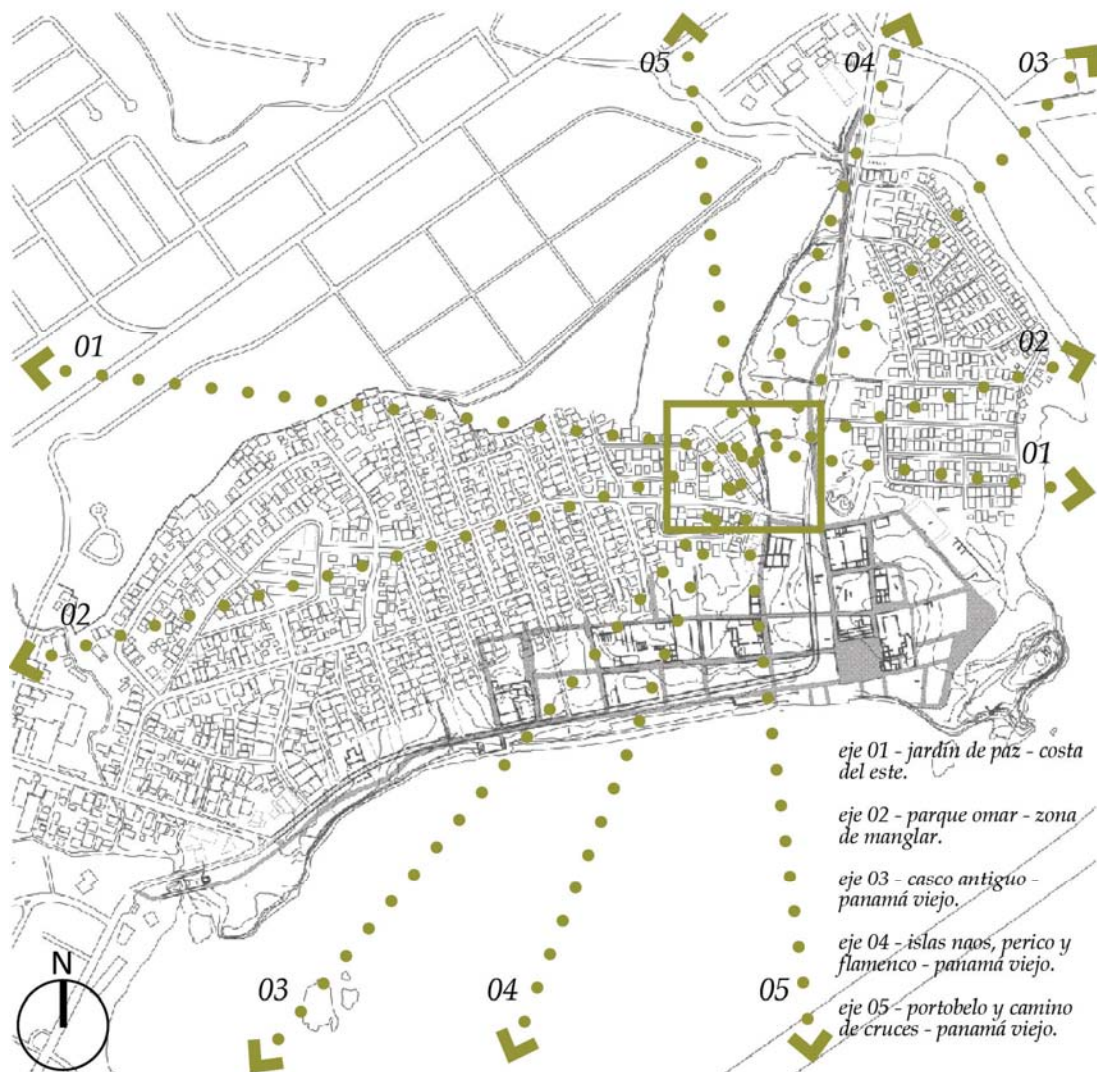 05
04
03
01
02
01
02
N
03
04
05
eje 01 - jardín de paz - costa
del este.
eje 02 - parque omar - zona
de manglar.
eje 03 - casco antiguo -
panamá viejo.
eje 04 - islas naos, perico y
flamenco - panamá viejo.
eje 05 - portobelo y camino
de cruces - panamá viejo.